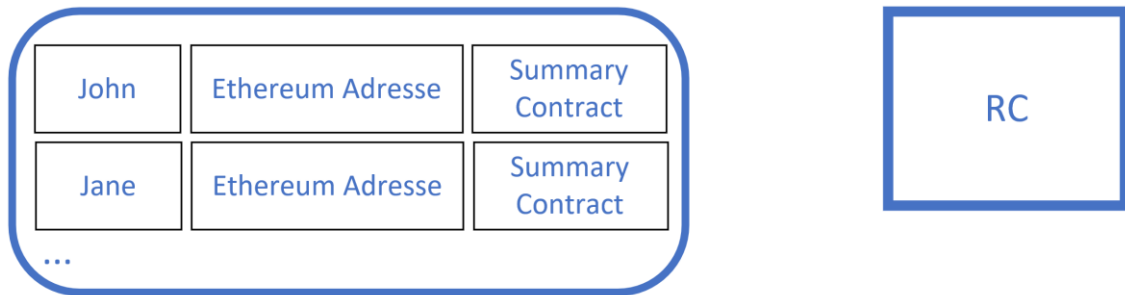 John
Ethereum Adresse
Summary
Contract
Jane
Ethereum Adresse
Summary
Contract
...
RC